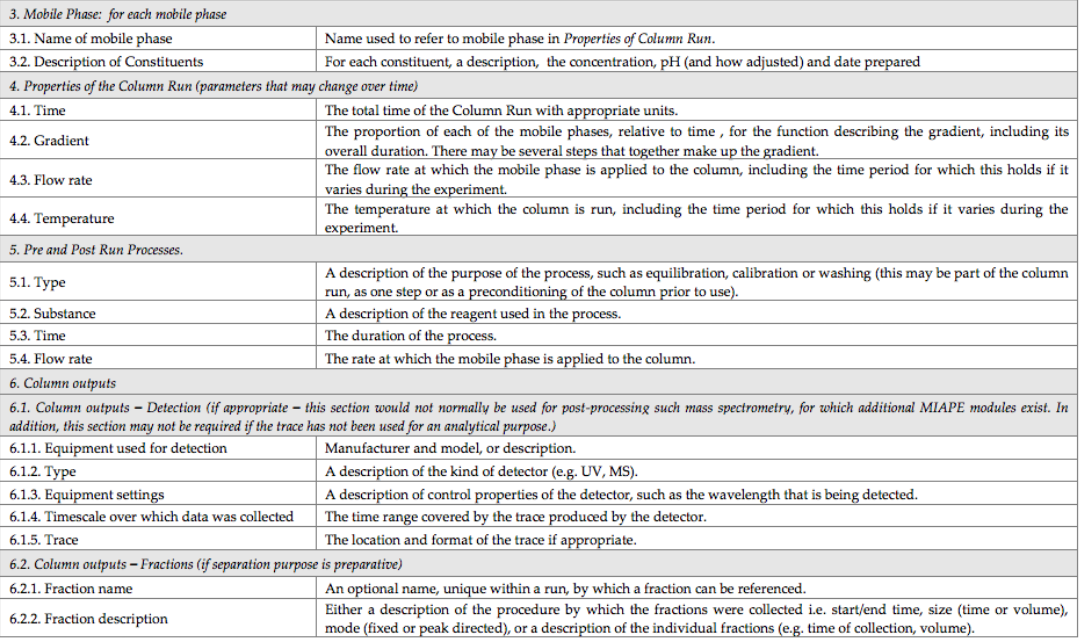 3. Mobile Phase: for each mobile phase
3.1. Name of mobile phase
Name used to refer to mobile phase in Properties of Column Run.
3.2. Description of Constituents
For each constituent, a description, the concentration, pH (and how adjusted) and date prepared
4. Properties of the Column Run (parameters that may change over time)
4.1. Time
The total time of the Column Run with appropriate units.
4.2. Gradient
The proportion of each of the mobile phases, relative to time , for the function describing the gradient, including its
overall duration. There may be several steps that together make up the gradient.
4.3. Flow rate
The flow rate at which the mobile phase is applied to the column, including the time period for which this holds if it
varies during the experiment.
4.4. Temperature
The temperature at which the column is run, including the time period for which this holds if it varies during the
experiment.
5. Pre and Post Run Processes.
5.1. Type
A description of the purpose of the process, such as equilibration, calibration or washing (this may be part of the column
run, as one step or as a preconditioning of the column prior to use).
5.2. Substance
A description of the reagent used in the process.
5.3. Time
The duration of the process.
5.4. Flow rate
The rate at which the mobile phase is applied to the column.
6. Column outputs
6.1. Column outputs – Detection (if appropriate – this section would not normally be used for post-processing such mass spectrometry, for which additional MIAPE modules exist. In
addition, this section may not be required if the trace has not been used for an analytical purpose.)
6.1.1. Equipment used for detection
Manufacturer and model, or description.
6.1.2. Type
A description of the kind of detector (e.g. UV, MS).
6.1.3. Equipment settings
A description of control properties of the detector, such as the wavelength that is being detected.
6.1.4. Timescale over which data was collected
The time range covered by the trace produced by the detector.
6.1.5. Trace
The location and format of the trace if appropriate.
6.2. Column outputs – Fractions (if separation purpose is preparative)
6.2.1. Fraction name
An optional name, unique within a run, by which a fraction can be referenced.
6.2.2. Fraction description
Either a description of the procedure by which the fractions were collected i.e. start/end time, size (time or volume),
mode (fixed or peak directed), or a description of the individual fractions (e.g. time of collection, volume).